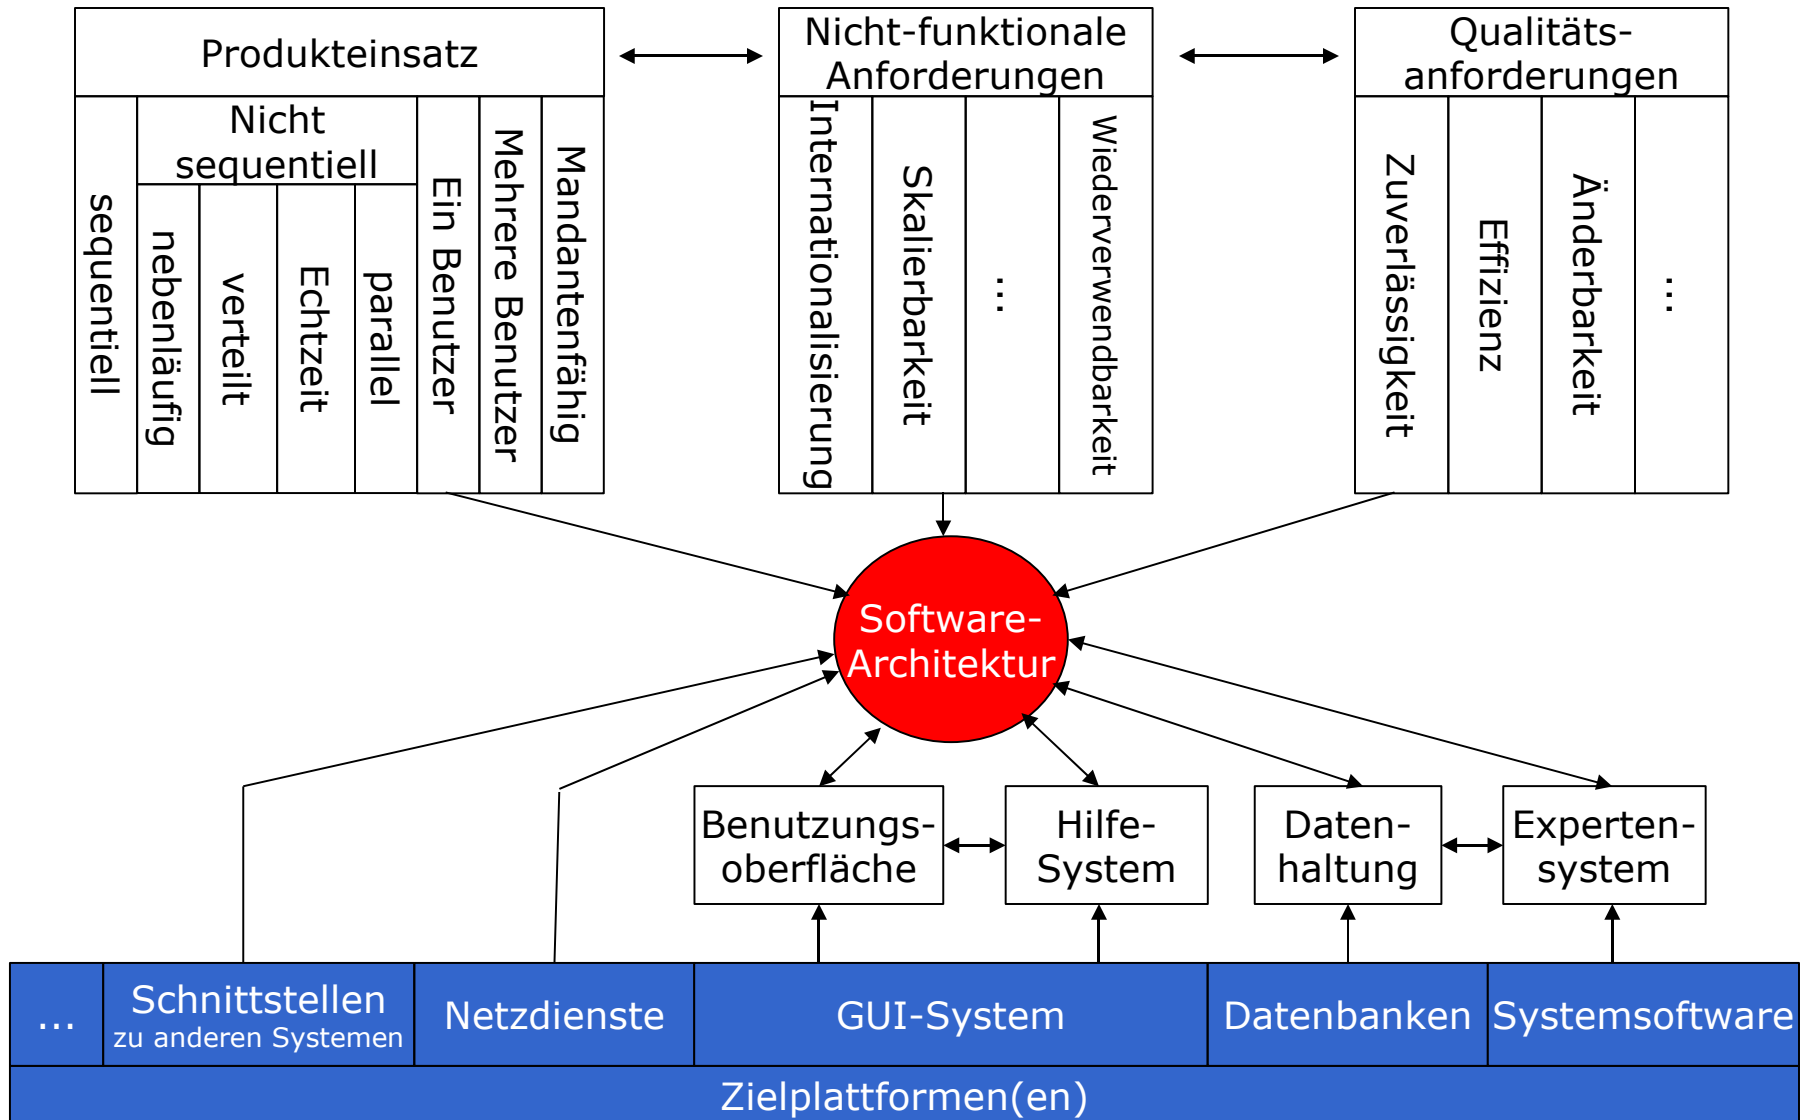 Produkteinsatz
Nicht-funktionale
Anforderungen
Qualitäts-
anforderungen
sequentiell
Nicht
sequentiell
nebenläufig
verteilt
Echtzeit
parallel
Ein Benutzer
Mehrere Benutzer
Mandantenfähig
Internationalisierung
Skalierbarkeit
...
Wiederverwendbarkeit
Zuverlässigkeit
Effizienz
Änderbarkeit
...
Software-
Architektur
Benutzungs-
oberfläche
Hilfe-
System
Daten-
haltung
Experten-
system
...
Schnittstellen
zu anderen Systemen
Netzdienste
GUI-System
Datenbanken
Systemsoftware
Zielplattformen(en)